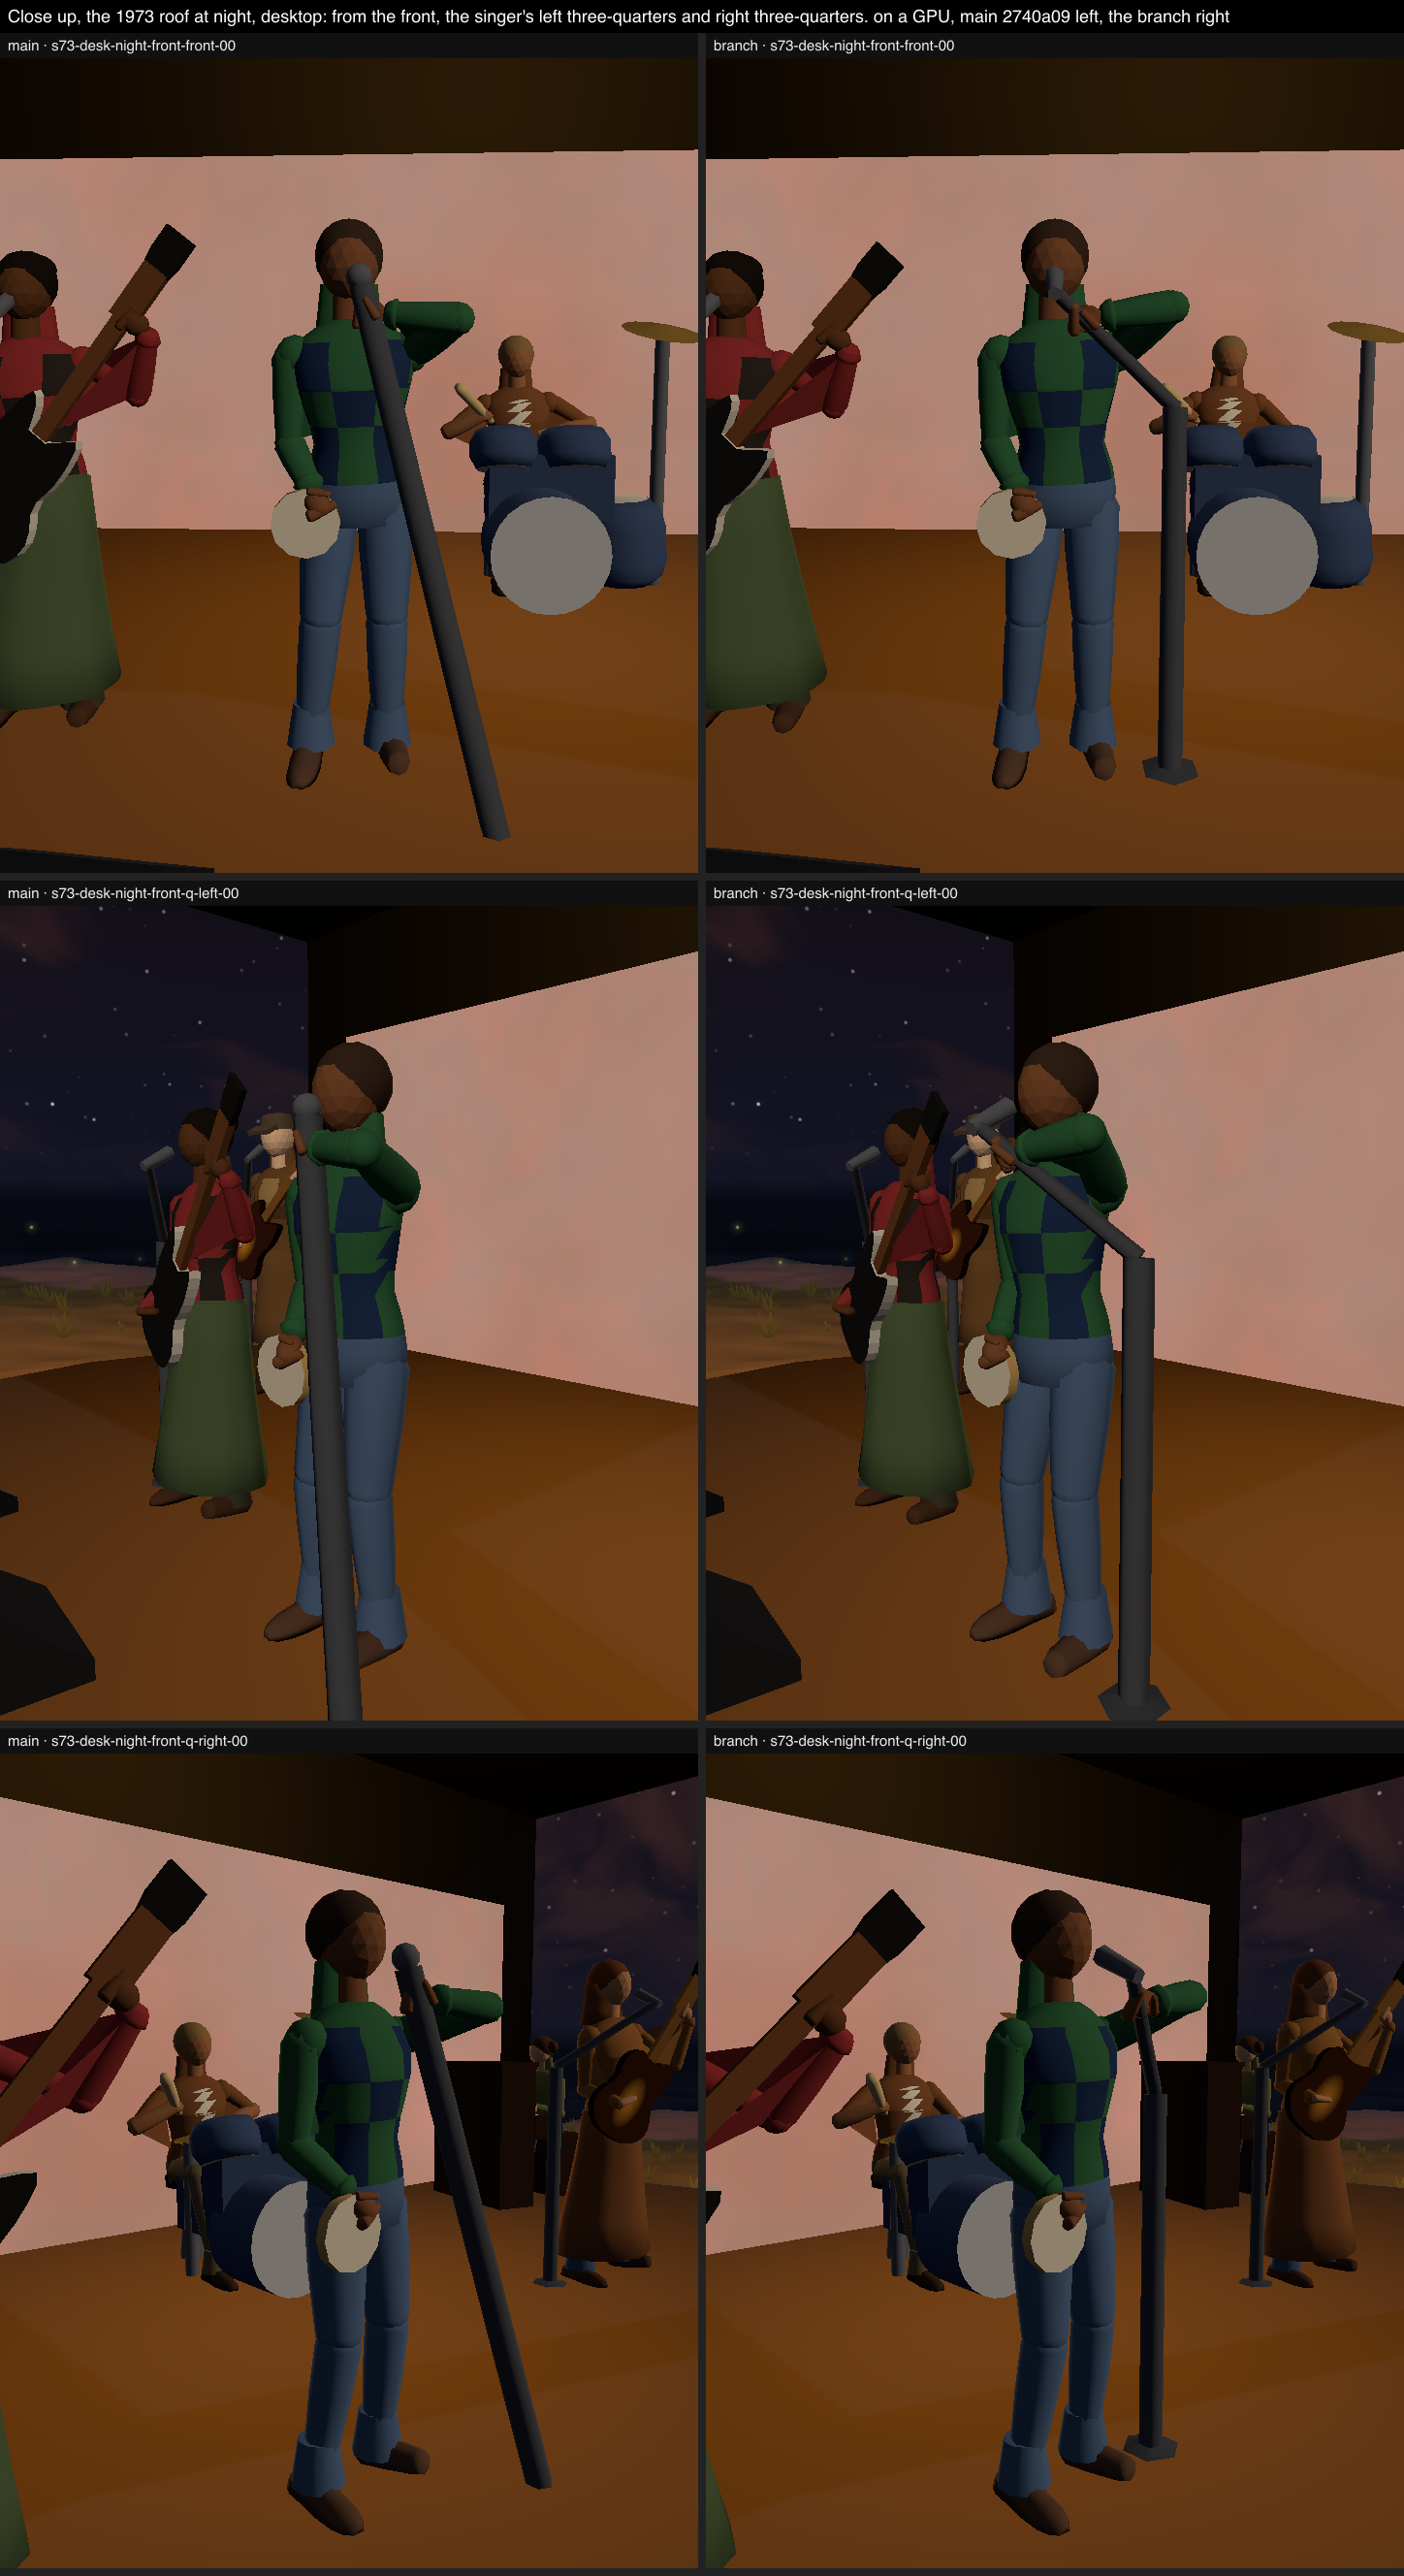 Close up, the 1973 roof at night, desktop: from the front, the singer's left three-quarters and right three-quarters. on a GPU, main 2740a09 left, the branch right
main · s73-desk-night-front-front-00
branch · s73-desk-night-front-front-00
main · s73-desk-night-front-q-left-00
branch · s73-desk-night-front-q-left-00
main · s73-desk-night-front-q-right-00
branch · s73-desk-night-front-q-right-00